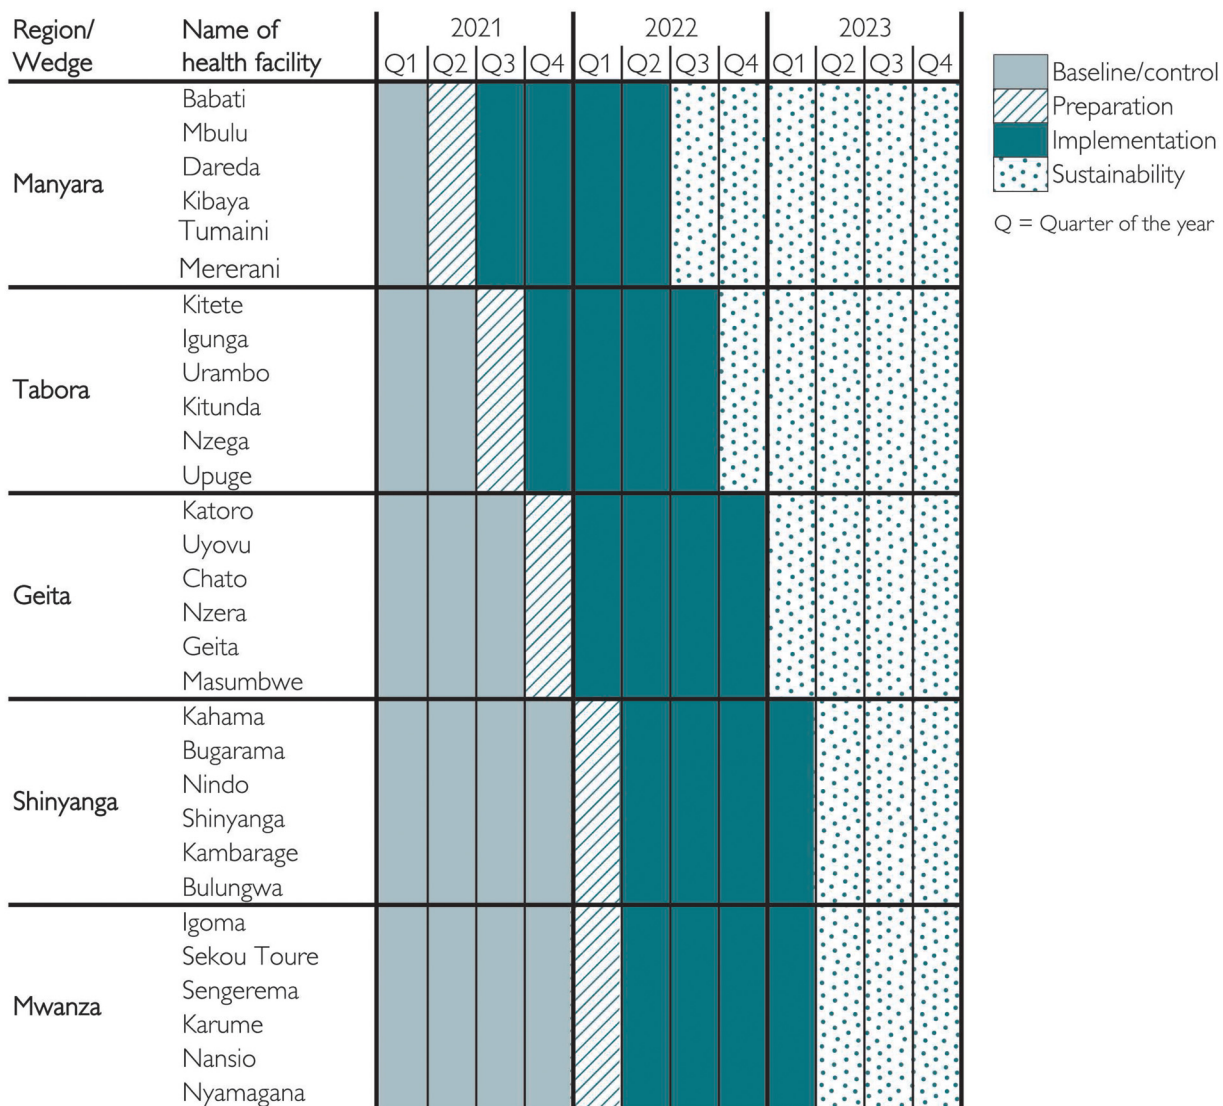 Region/ Name of 2021 2022 2023
Wedge health facility Q1 Q2 Q3 Q4 Q1 Q2 Q3 Q4 Q1 Q2 Q3 Q4
Baseline/control
Preparation
Implementation
Sustainability
Q = Quarter of the year
Manyara
Babati
Mbulu
Dareda
Kibaya
Tumaini
Mererani
Tabora
Kitete
Igunga
Urambo
Kitunda
Nzega
Upuge
Geita
Katoro
Uyovu
Chato
Nzera
Geita
Masumbwe
Shinyanga
Kahama
Bugarama
Nindo
Shinyanga
Kambarage
Bulungwa
Mwanza
Igoma
Sekou Toure
Sengerema
Karume
Nansio
Nyamagana